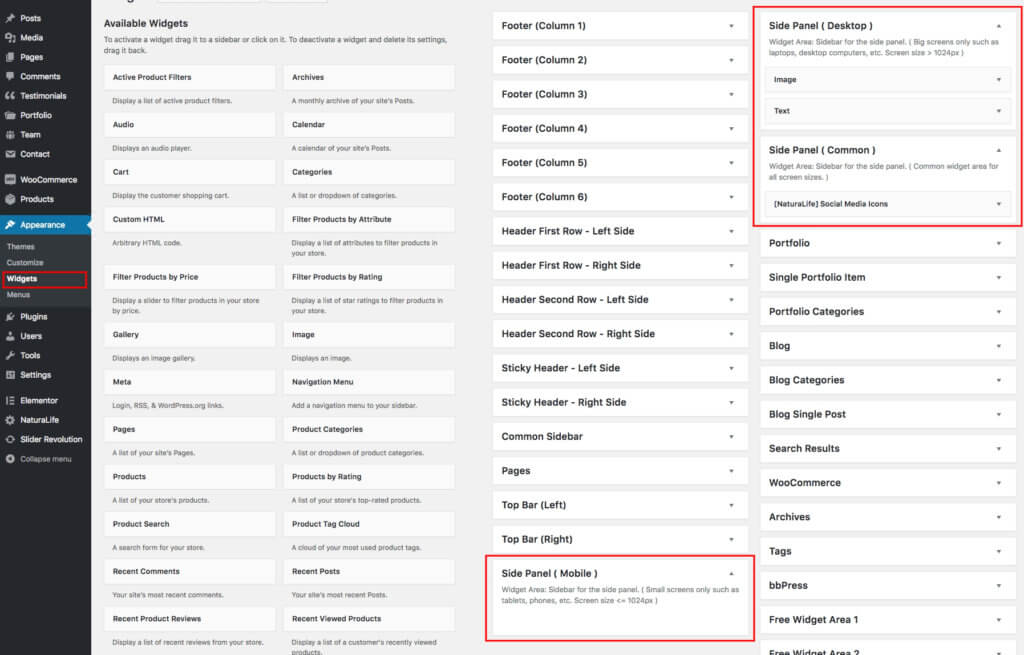 Posts
Media
Pages
Comments
Testimonials
Portfolio
Team
Contact
WooCommerce
Products
Appearance
Themes
Customize
Widgets
Menus
Plugins
Users
Tools
Settings
Elementor
NaturaLife
Slider Revolution
Collapse menu
Available Widgets
To activate a widget drag it to a sidebar or click on it. To deactivate a widget and delete its settings,
drag it back.
Active Product Filters
Display a list of active product filters.
Archives
A monthly archive of your site's Posts.
Audio
Displays an audio player.
Calendar
A calendar of your site's Posts.
Cart
Display the customer shopping cart.
Categories
A list or dropdown of categories.
Custom HTML
Arbitrary HTML code.
Filter Products by Attribute
Display a list of attributes to filter products in
your store.
Filter Products by Price
Display a slider to filter products in your store
by price.
Filter Products by Rating
Display a list of star ratings to filter products in
your store.
Gallery
Displays an image gallery.
Image
Displays an image.
Meta
Login, RSS, & WordPress.org links.
Navigation Menu
Add a navigation menu to your sidebar.
Pages
A list of your site's Pages.
Product Categories
A list or dropdown of product categories.
Products
A list of your store's products.
Products by Rating
A list of your store's top-rated products.
Product Search
A search form for your store.
Product Tag Cloud
A cloud of your most used product tags.
Recent Comments
Your site's most recent comments.
Recent Posts
Your site's most recent Posts.
Recent Product Reviews
Display a list of recent reviews from your store.
Recent Viewed Products
Display a list of a customer's recently viewed
products.
Footer (Column 1)
Footer (Column 2)
Footer (Column 3)
Footer (Column 4)
Footer (Column 5)
Footer (Column 6)
Header First Row - Left Side
Header First Row - Right Side
Header Second Row - Left Side
Header Second Row - Right Side
Sticky Header - Left Side
Sticky Header - Right Side
Common Sidebar
Pages
Top Bar (Left)
Top Bar (Right)
Side Panel ( Mobile )
Widget Area: Sidebar for the side panel. ( Small screens only such as
tablets, phones, etc. Screen size <= 1024px )
Side Panel ( Desktop )
Widget Area: Sidebar for the side panel. ( Big screens only such as
laptops, desktop computers, etc. Screen size > 1024px )
Image
Text
Side Panel ( Common )
Widget Area: Sidebar for the side panel. ( Common widget area for
all screen sizes. )
[NaturaLife] Social Media Icons
Portfolio
Single Portfolio Item
Portfolio Categories
Blog
Blog Categories
Blog Single Post
Search Results
WooCommerce
Archives
Tags
bbPress
Free Widget Area 1
Free Widget Area 2